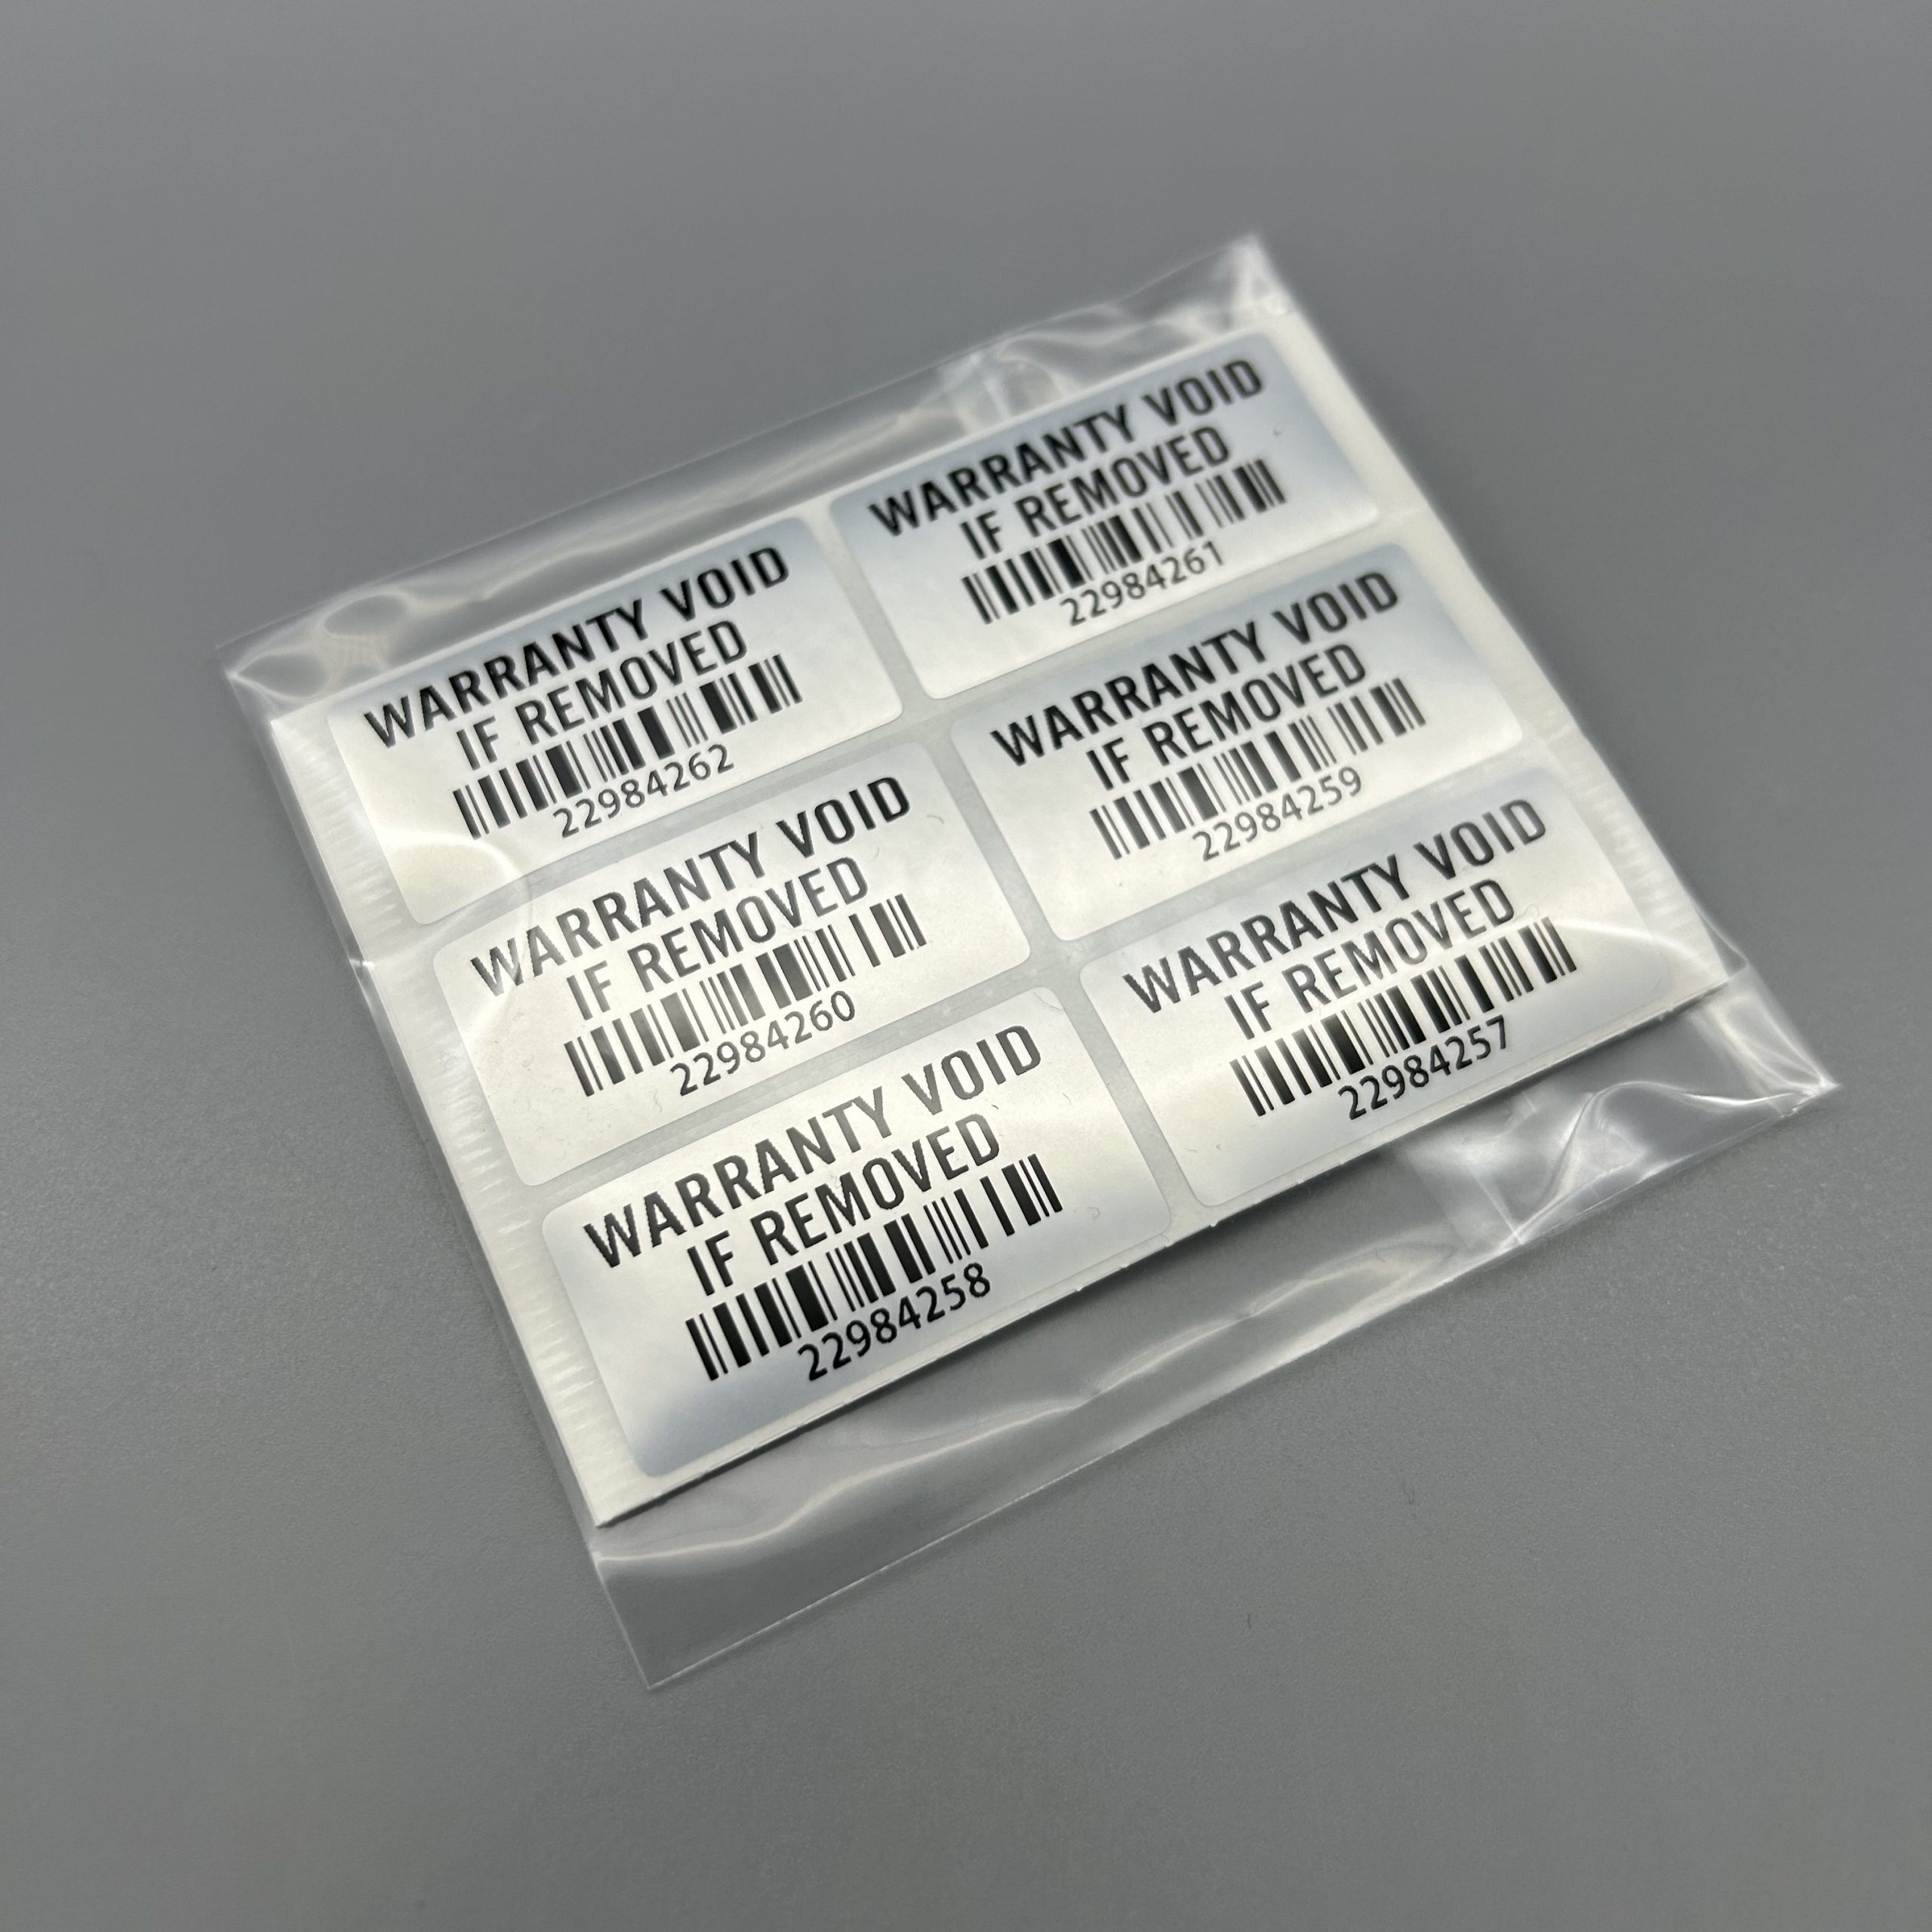 WARRANTY VOID
IF REMOVED
22984262
WARRANTY VOID
IF REMOVED
22984261
WARRANTY VOID
IF REMOVED
22984260
WARRANTY VOID
IF REMOVED
22984259
WARRANTY VOID
IF REMOVED
22984258
WARRANTY VOID
IF REMOVED
22984257